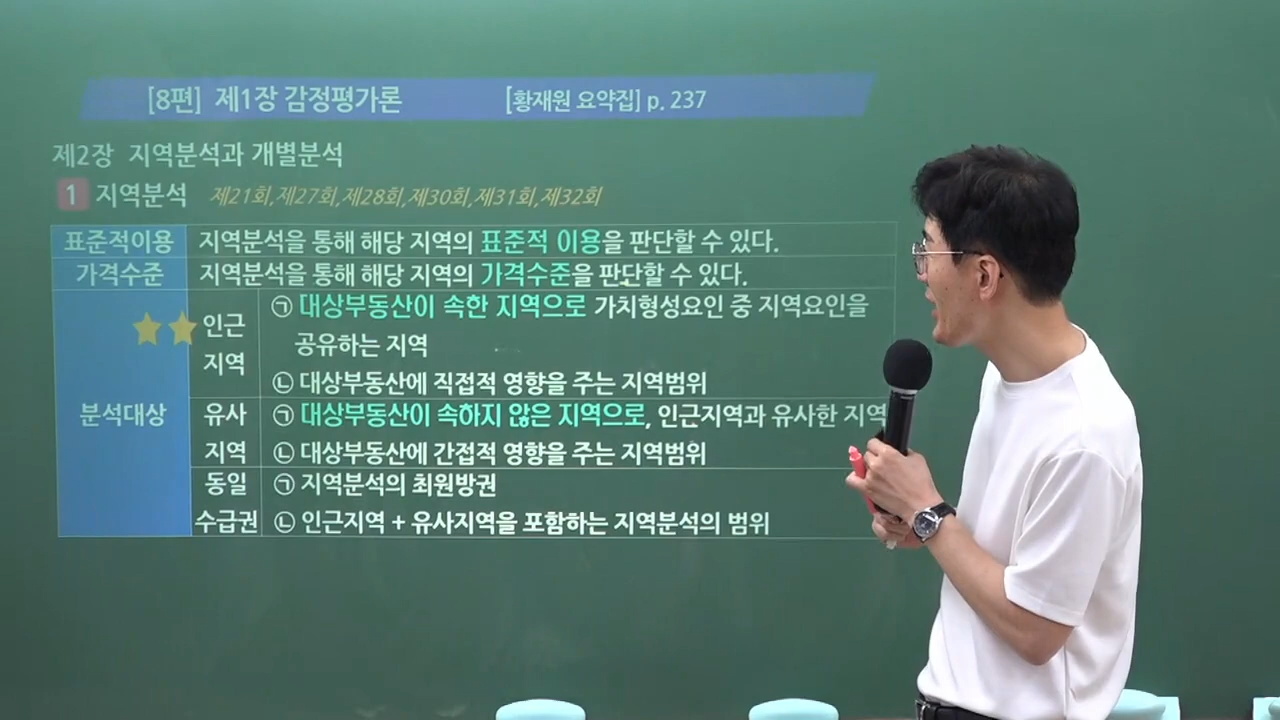 [8편] 제1장 감정평가론 [황재원 요약집] p. 237
제2장 지역분석과 개별분석
1 지역분석 제21회,제27회,제28회,제30회,제31회,제32회
표준적이용 지역분석을 통해 해당 지역의 표준적 이용을 판단할 수 있다.
가격수준 지역분석을 통해 해당 지역의 가격수준을 판단할 수 있다.
분석대상
인근
지역
㉠ 대상부동산이 속한 지역으로 가치형성요인 중 지역요인을
공유하는 지역
㉡ 대상부동산에 직접적 영향을 주는 지역범위
유사
지역
㉠ 대상부동산이 속하지 않은 지역으로, 인근지역과 유사한 지역
㉡ 대상부동산에 간접적 영향을 주는 지역범위
동일
수급권
㉠ 지역분석의 최원방권
㉡ 인근지역 + 유사지역을 포함하는 지역분석의 범위